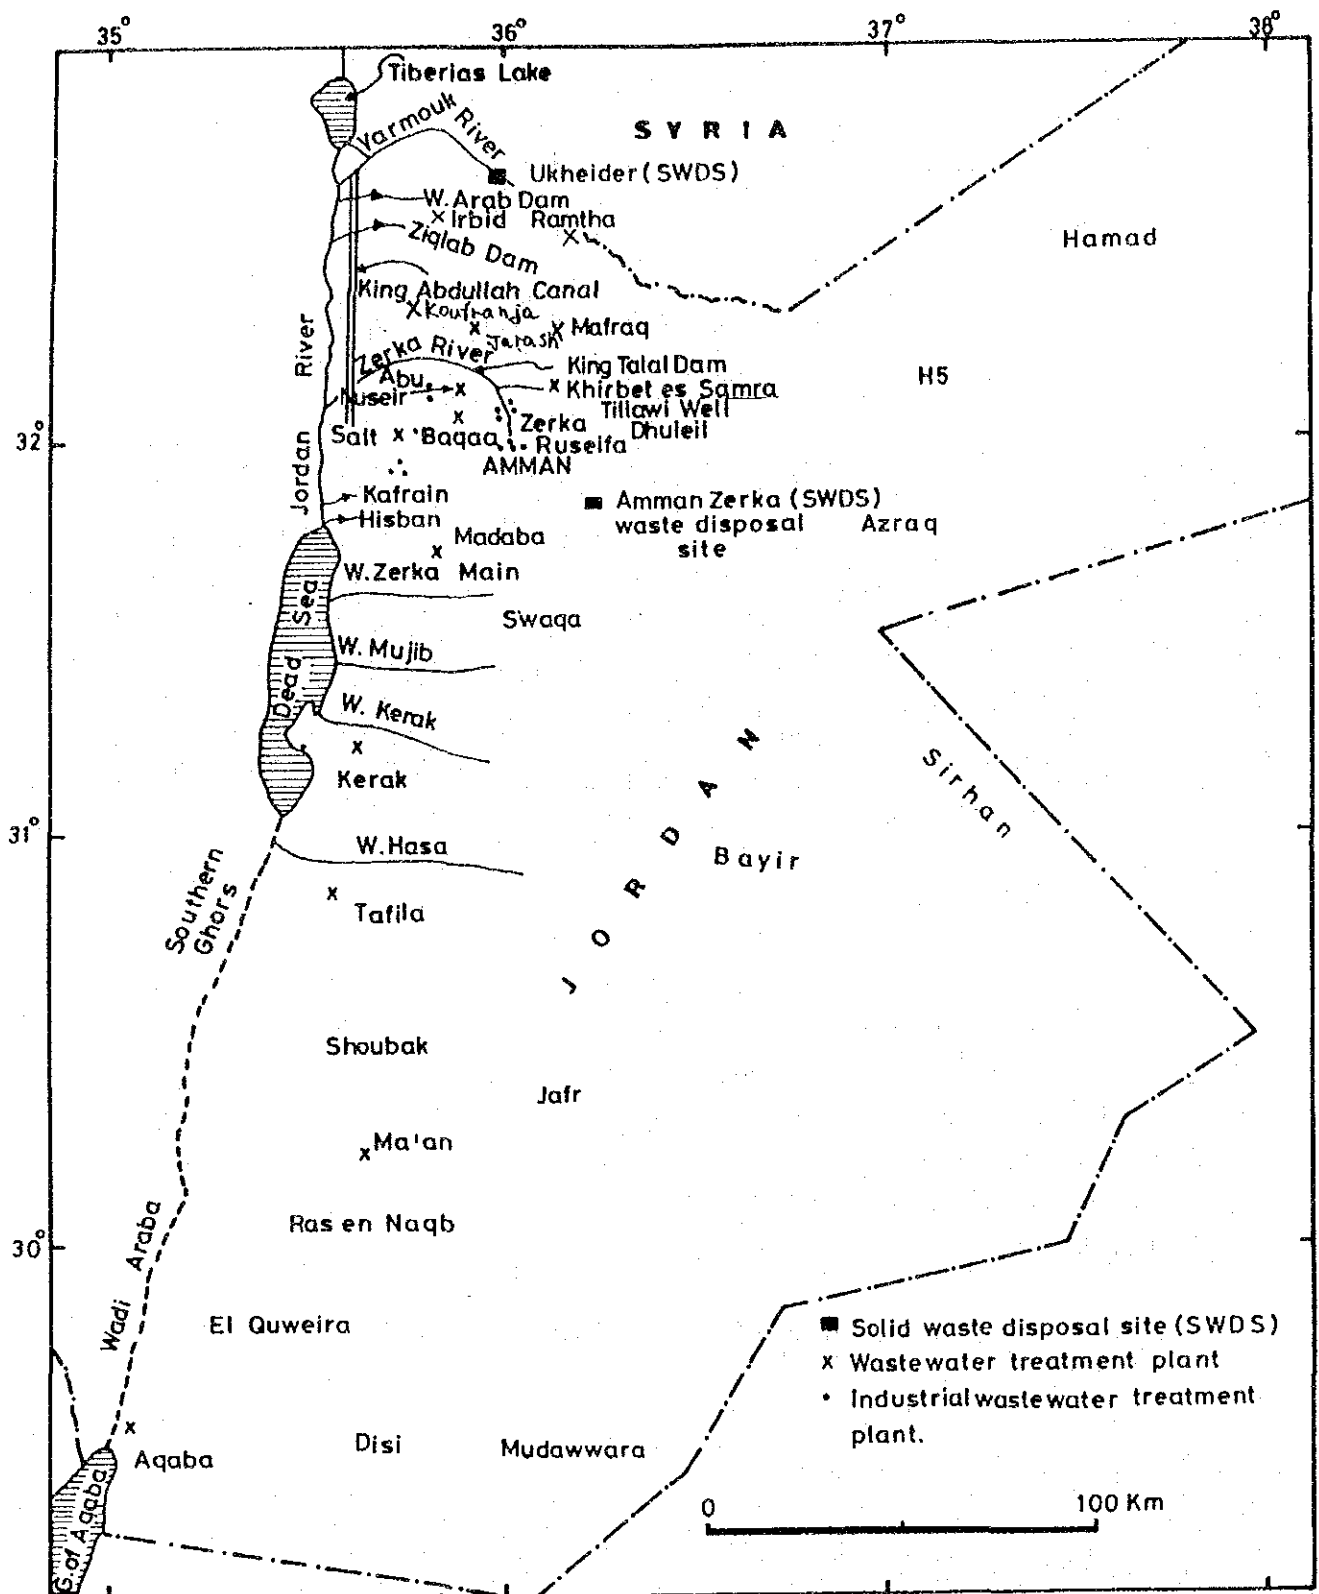 35°
36°
37°
38°
Tiberias Lake
Yarmouk River
SYRIA
Ukheider (SWDS)
W. Arab Dam
x Irbid Ramtha
x
Ziqlab Dam
Hamad
King Abdullah Canal
x Koufranja
x Jarash
x Mafraq
Jordan River
Zerka River
King Talal Dam
H5
Abu
Nuseir
x
x Khirbet es Samra
Tillawi Well
x
Zerka
Dhuleil
32°
Salt x
Baqaa
Ruseifa
AMMAN
Kafrain
Hisban
Amman Zerka (SWDS)
waste disposal
site
Azraq
Madaba
x
W. Zerka Main
Swaqa
Dead Sea
W. Mujib
W. Kerak
x
Kerak
Sirhan
JORDAN
31°
W. Hasa
Bayir
Southern
Ghors
x
Tafila
Shoubak
Jafr
x Ma'an
Ras en Naqb
30°
Wadi Araba
El Quweira
Solid waste disposal site (SWDS)
x Wastewater treatment plant
• Industrial wastewater treatment
plant.
x
Aqaba
Disi
Mudawwara
G. of Aqaba
0
100 Km